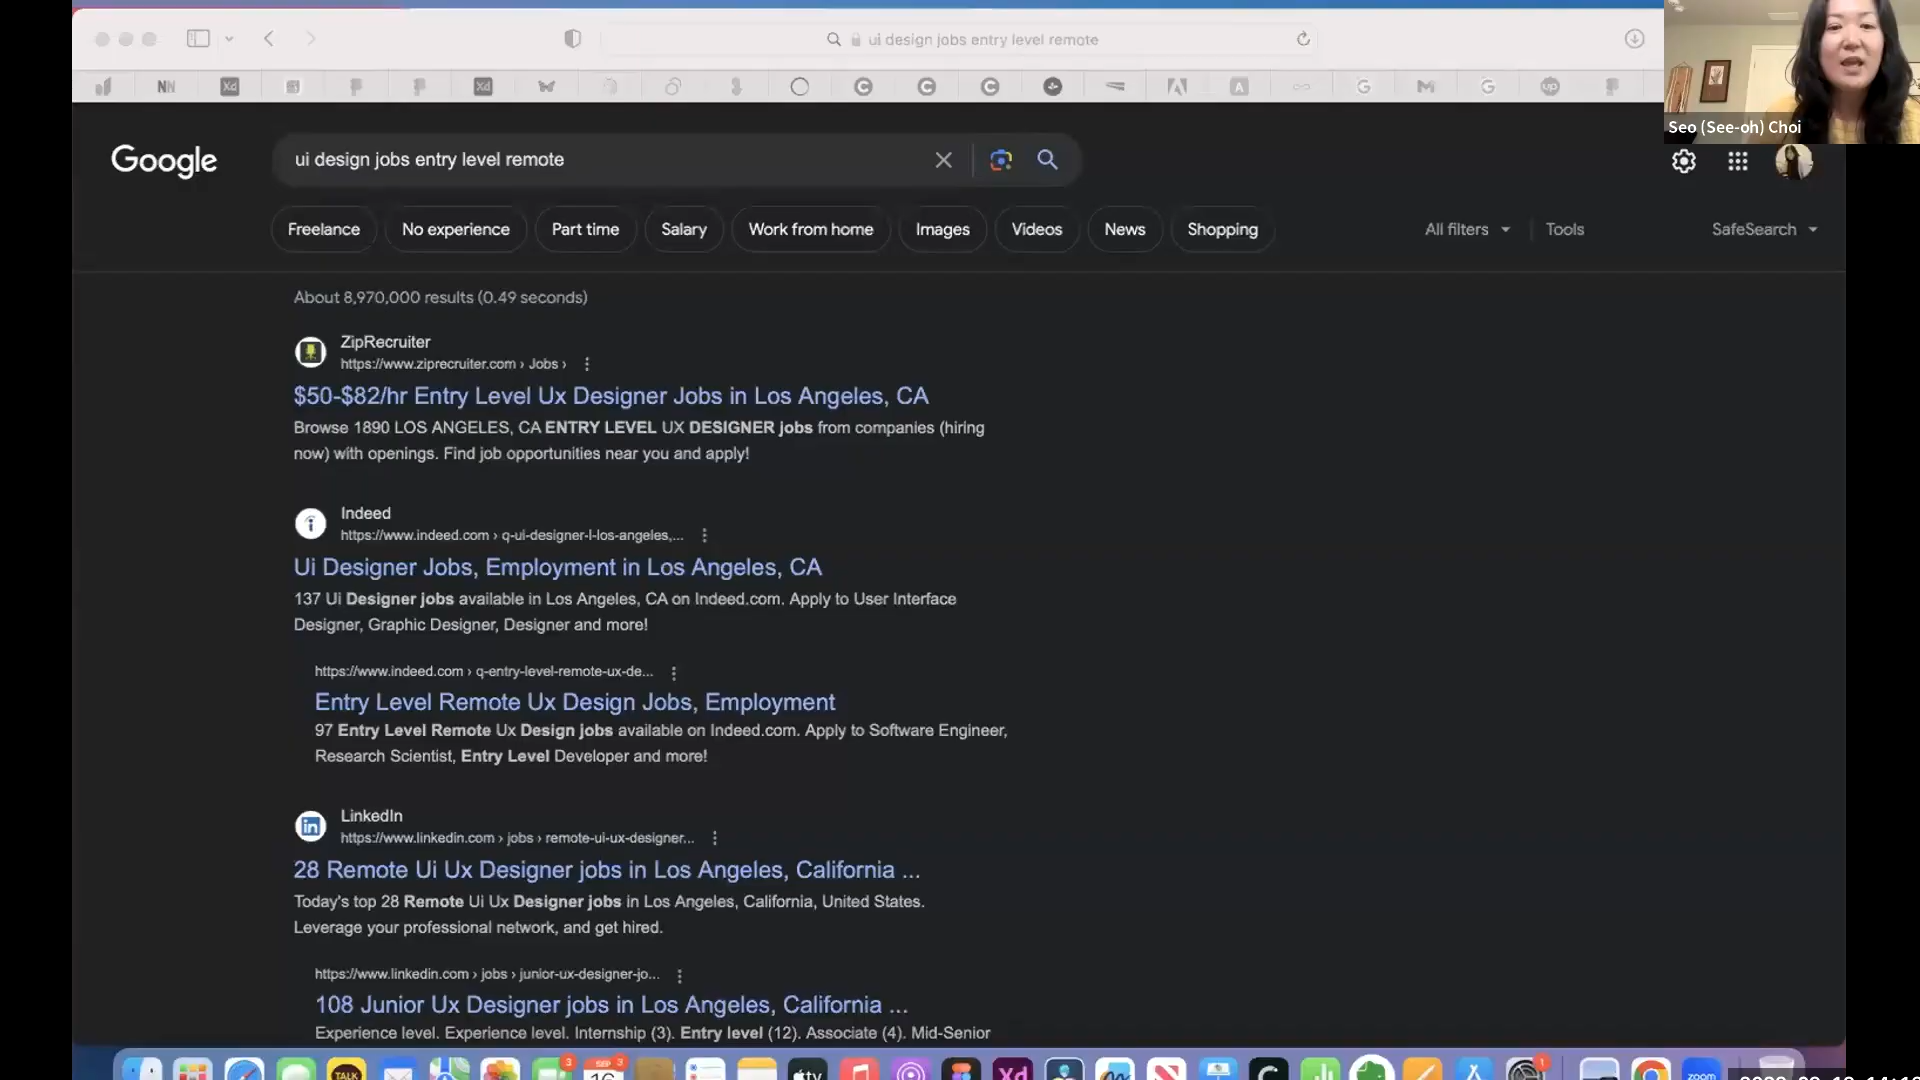 ui design jobs entry level remote
NN
Xd
Xd
UP
Seo (See-oh) Choi
Google
ui design jobs entry level remote
Freelance
No experience
Part time
Salary
Work from home
Images
Videos
News
Shopping
All filters
Tools
SafeSearch
About 8,970,000 results (0.49 seconds)
ZipRecruiter
https://www.ziprecruiter.com › Jobs ›
$50-$82/hr Entry Level Ux Designer Jobs in Los Angeles, CA
Browse 1890 LOS ANGELES, CA ENTRY LEVEL UX DESIGNER jobs from companies (hiring
now) with openings. Find job opportunities near you and apply!
Indeed
https://www.indeed.com › q-ui-designer-l-los-angeles,...
Ui Designer Jobs, Employment in Los Angeles, CA
137 Ui Designer jobs available in Los Angeles, CA on Indeed.com. Apply to User Interface
Designer, Graphic Designer, Designer and more!
https://www.indeed.com › q-entry-level-remote-ux-de...
Entry Level Remote Ux Design Jobs, Employment
97 Entry Level Remote Ux Design jobs available on Indeed.com. Apply to Software Engineer,
Research Scientist, Entry Level Developer and more!
LinkedIn
https://www.linkedin.com › jobs › remote-ui-ux-designer...
28 Remote Ui Ux Designer jobs in Los Angeles, California ...
Today's top 28 Remote Ui Ux Designer jobs in Los Angeles, California, United States.
Leverage your professional network, and get hired.
https://www.linkedin.com › jobs › junior-ux-designer-jo...
108 Junior Ux Designer jobs in Los Angeles, California ...
Experience level. Experience level. Internship (3). Entry level (12). Associate (4). Mid-Senior
TALK
3
SEP
3
tv
Xd
1
zoom